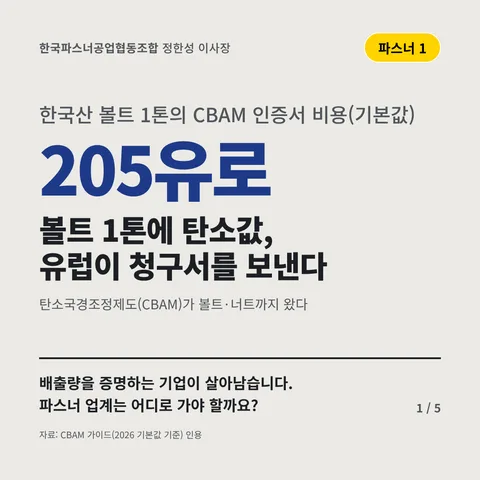 한국파스너공업협동조합 정한성 이사장
파스너 1
한국산 볼트 1톤의 CBAM 인증서 비용(기본값)
205유로
볼트 1톤에 탄소값,
유럽이 청구서를 보낸다
탄소국경조정제도(CBAM)가 볼트·너트까지 왔다
배출량을 증명하는 기업이 살아남습니다.
파스너 업계는 어디로 가야 할까요?
1 / 5
자료: CBAM 가이드(2026 기본값 기준) 인용